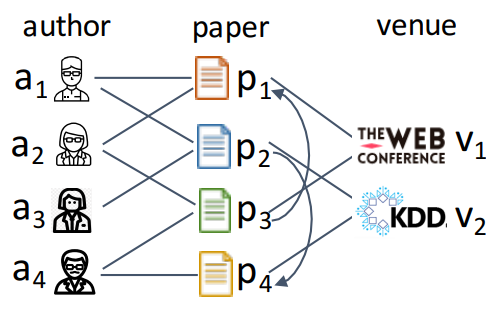 author paper venue
a1 p1
a2 p2 THE WEB CONFERENCE v1
a3 p3 KDD v2
a4 p4